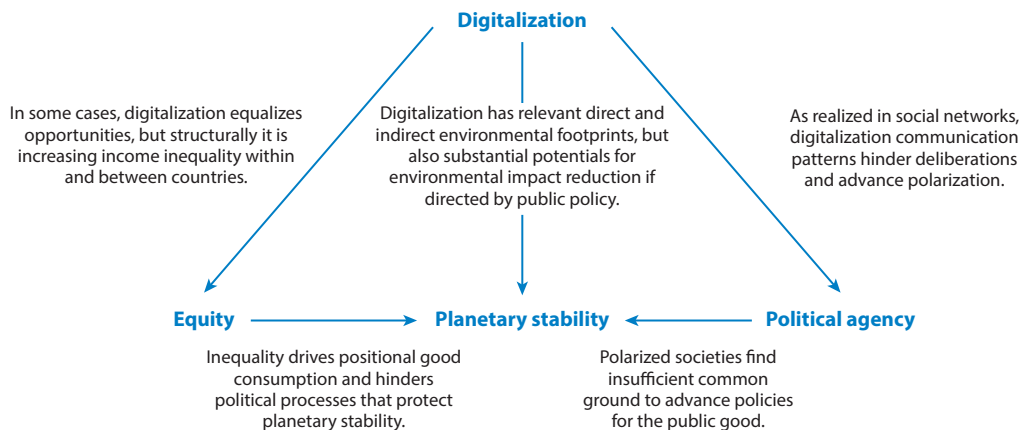 Digitalization
In some cases, digitalization equalizes
opportunities, but structurally it is
increasing income inequality within
and between countries.
Digitalization has relevant direct and
indirect environmental footprints, but
also substantial potentials for
environmental impact reduction if
directed by public policy.
As realized in social networks,
digitalization communication
patterns hinder deliberations
and advance polarization.
Equity
Planetary stability
Political agency
Inequality drives positional good
consumption and hinders
political processes that protect
planetary stability.
Polarized societies find
insufficient common
ground to advance policies
for the public good.